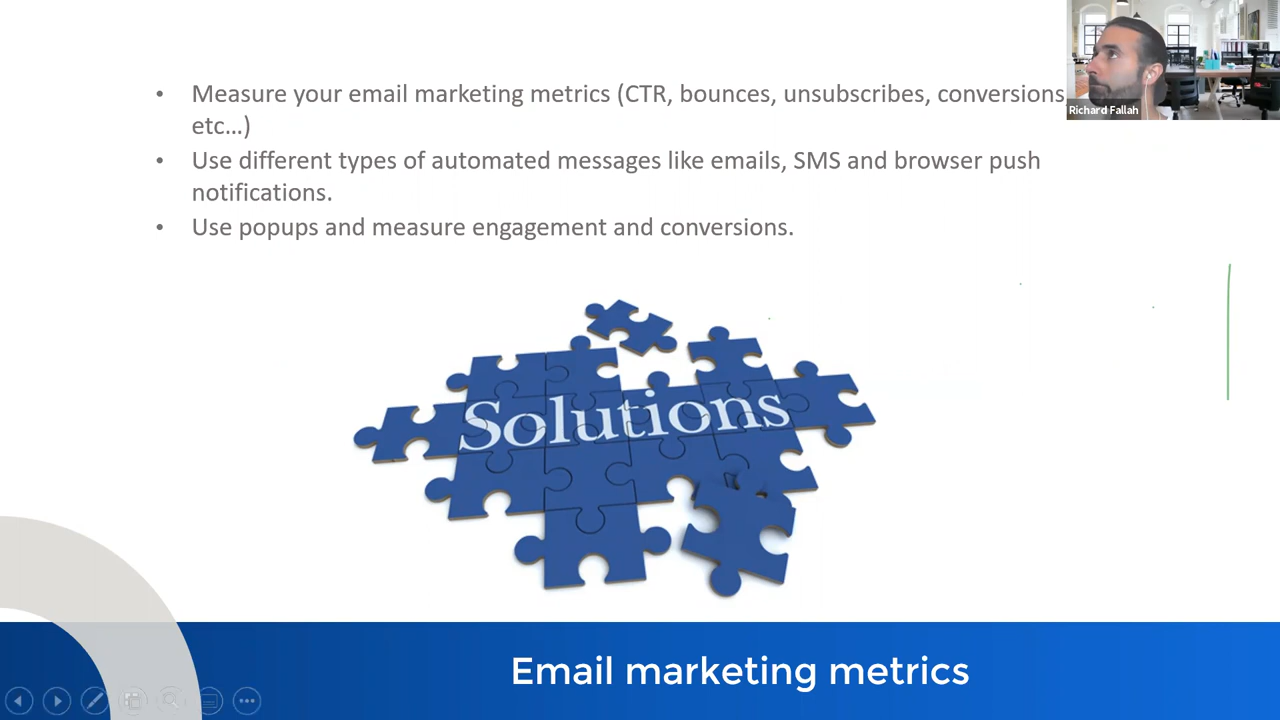 • Measure your email marketing metrics (CTR, bounces, unsubscribes, conversions
etc…)
• Use different types of automated messages like emails, SMS and browser push
notifications.
• Use popups and measure engagement and conversions.
Richard Fallah
Solutions
Email marketing metrics